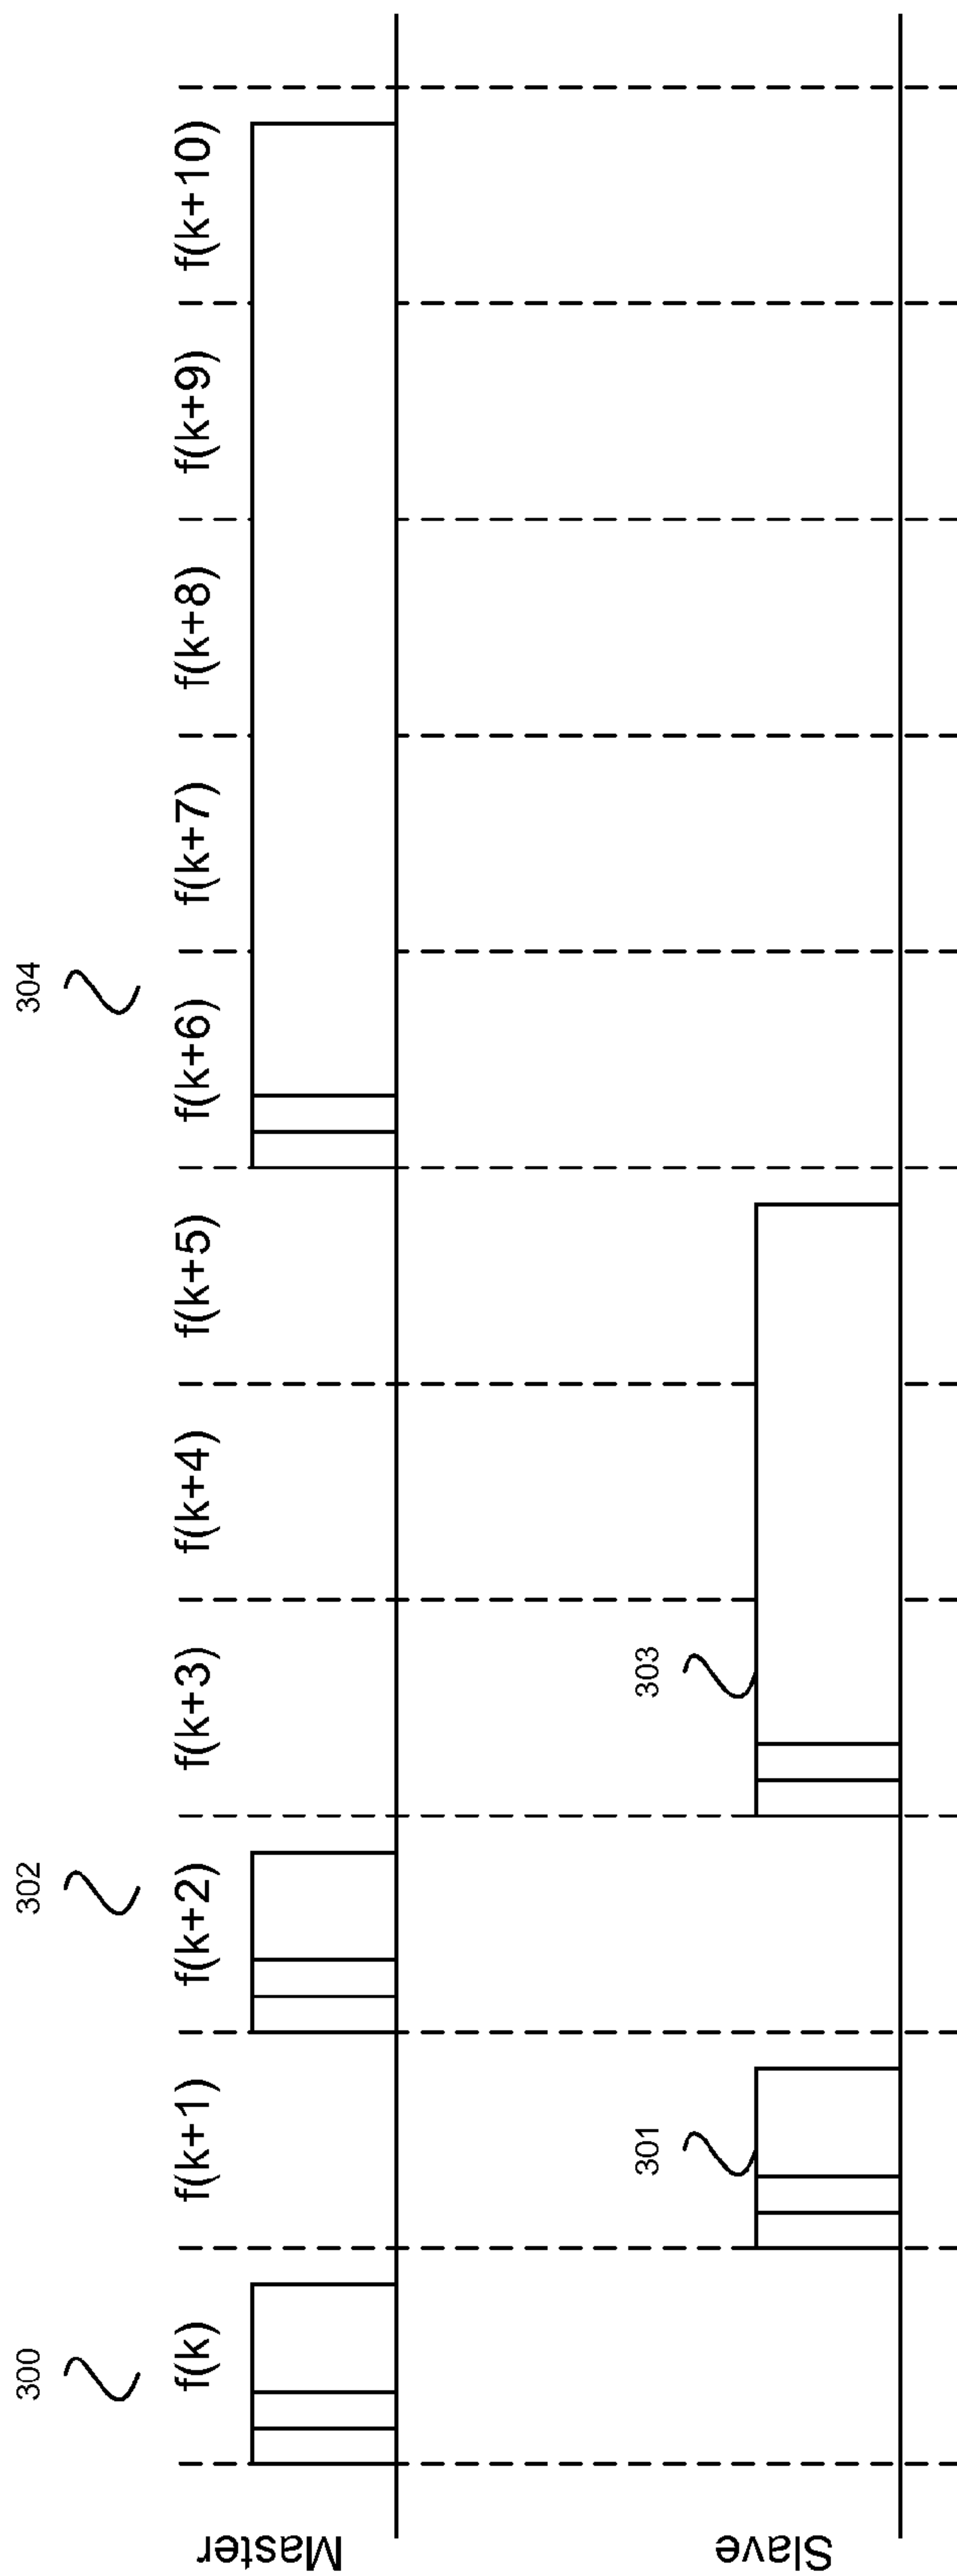 300
302
304
f(k)
f(k+1)
f(k+2)
f(k+3)
f(k+4)
f(k+5)
f(k+6)
f(k+7)
f(k+8)
f(k+9)
f(k+10)
Master
301
303
Slave